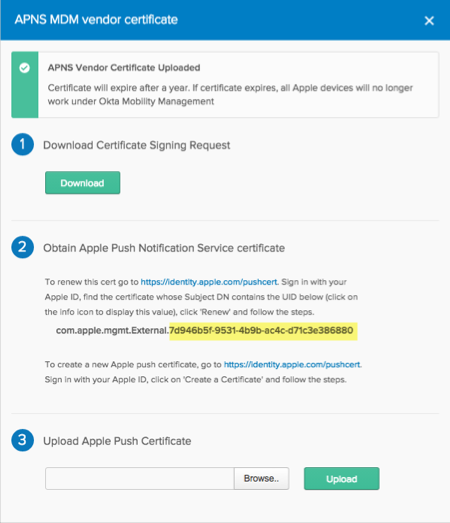 APNS MDM vendor certificate
APNS Vendor Certificate Uploaded
Certificate will expire after a year. If certificate expires, all Apple devices will no longer
work under Okta Mobility Management
1 Download Certificate Signing Request
Download
2 Obtain Apple Push Notification Service certificate
To renew this cert go to https://identity.apple.com/pushcert. Sign in with your
Apple ID, find the certificate whose Subject DN contains the UID below (click on
the info icon to display this value), click 'Renew' and follow the steps.
com.apple.mgmt.External.7d946b5f-9531-4b9b-ac4c-d71c3e386880
To create a new Apple push certificate, go to https://identity.apple.com/pushcert.
Sign in with your Apple ID, click on 'Create a Certificate' and follow the steps.
3 Upload Apple Push Certificate
Browse.. Upload